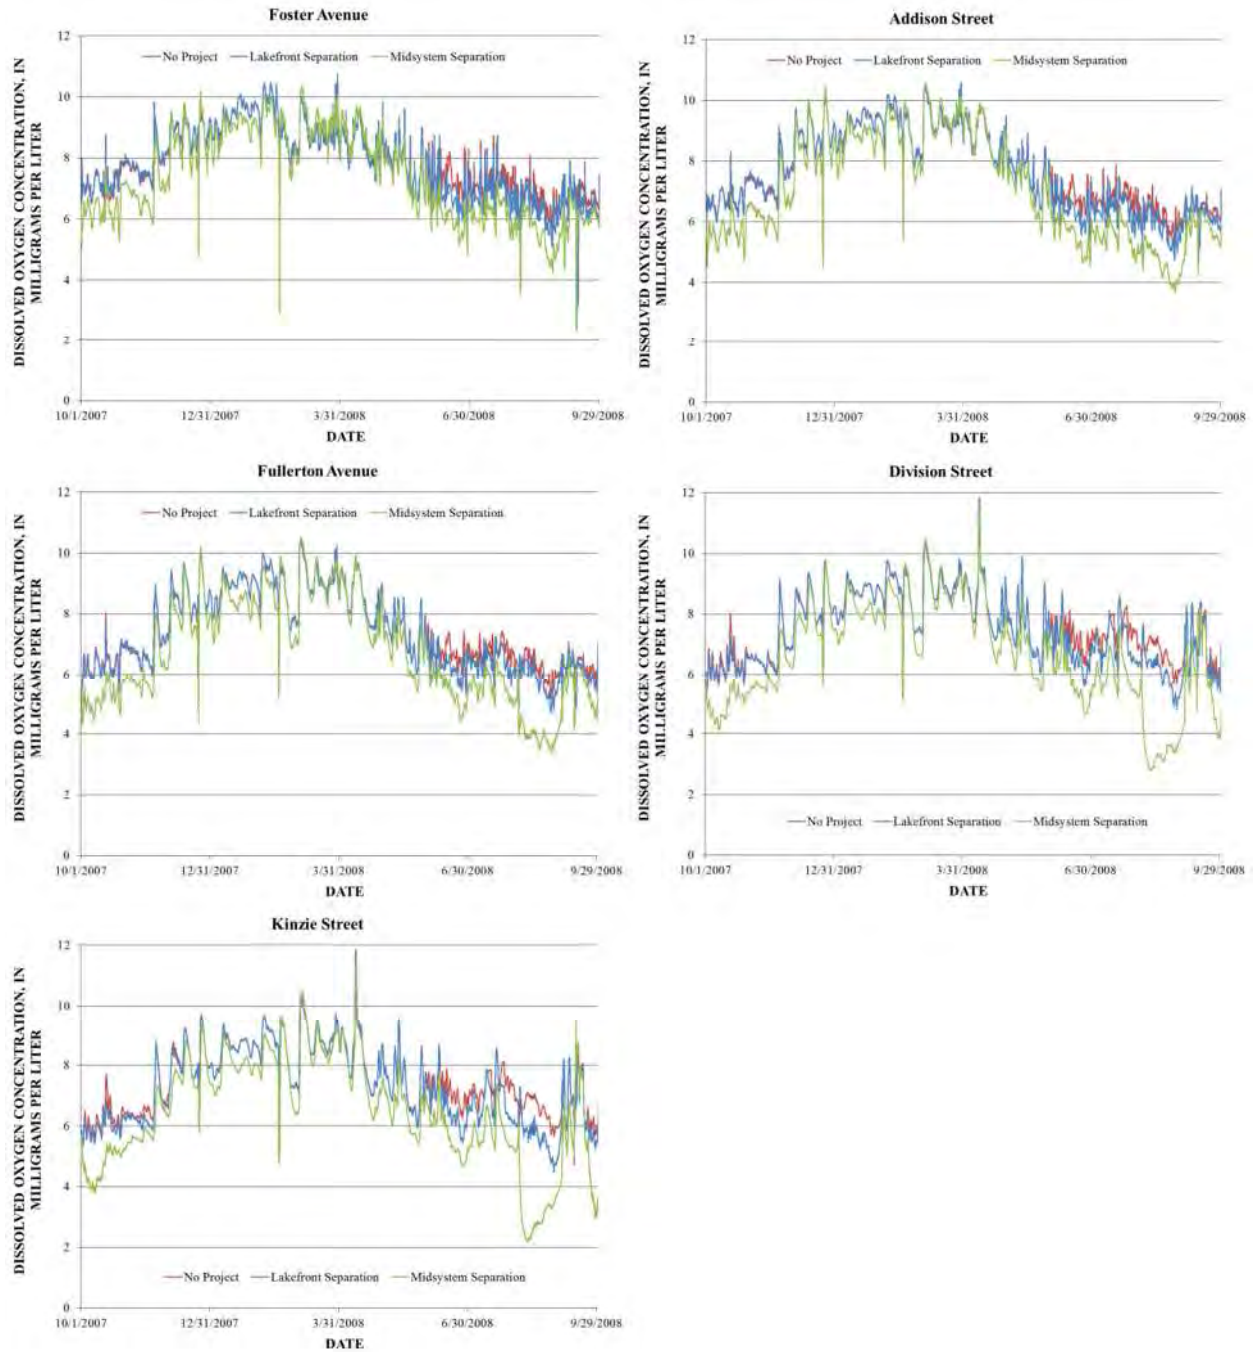 Foster Avenue
DISSOLVED OXYGEN CONCENTRATION, IN
MILLIGRAMS PER LITER
12
10
8
6
4
2
0
No Project Lakefront Separation Midsystem Separation
10/1/2007 12/31/2007 3/31/2008 6/30/2008 9/29/2008
DATE
Addison Street
DISSOLVED OXYGEN CONCENTRATION, IN
MILLIGRAMS PER LITER
12
10
8
6
4
2
0
No Project Lakefront Separation Midsystem Separation
10/1/2007 12/31/2007 3/31/2008 6/30/2008 9/29/2008
DATE
Fullerton Avenue
DISSOLVED OXYGEN CONCENTRATION, IN
MILLIGRAMS PER LITER
12
10
8
6
4
2
0
No Project Lakefront Separation Midsystem Separation
10/1/2007 12/31/2007 3/31/2008 6/30/2008 9/29/2008
DATE
Division Street
DISSOLVED OXYGEN CONCENTRATION, IN
MILLIGRAMS PER LITER
12
10
8
6
4
2
0
No Project Lakefront Separation Midsystem Separation
10/1/2007 12/31/2007 3/31/2008 6/30/2008 9/29/2008
DATE
Kinzie Street
DISSOLVED OXYGEN CONCENTRATION, IN
MILLIGRAMS PER LITER
12
10
8
6
4
2
0
No Project Lakefront Separation Midsystem Separation
10/1/2007 12/31/2007 3/31/2008 6/30/2008 9/29/2008
DATE